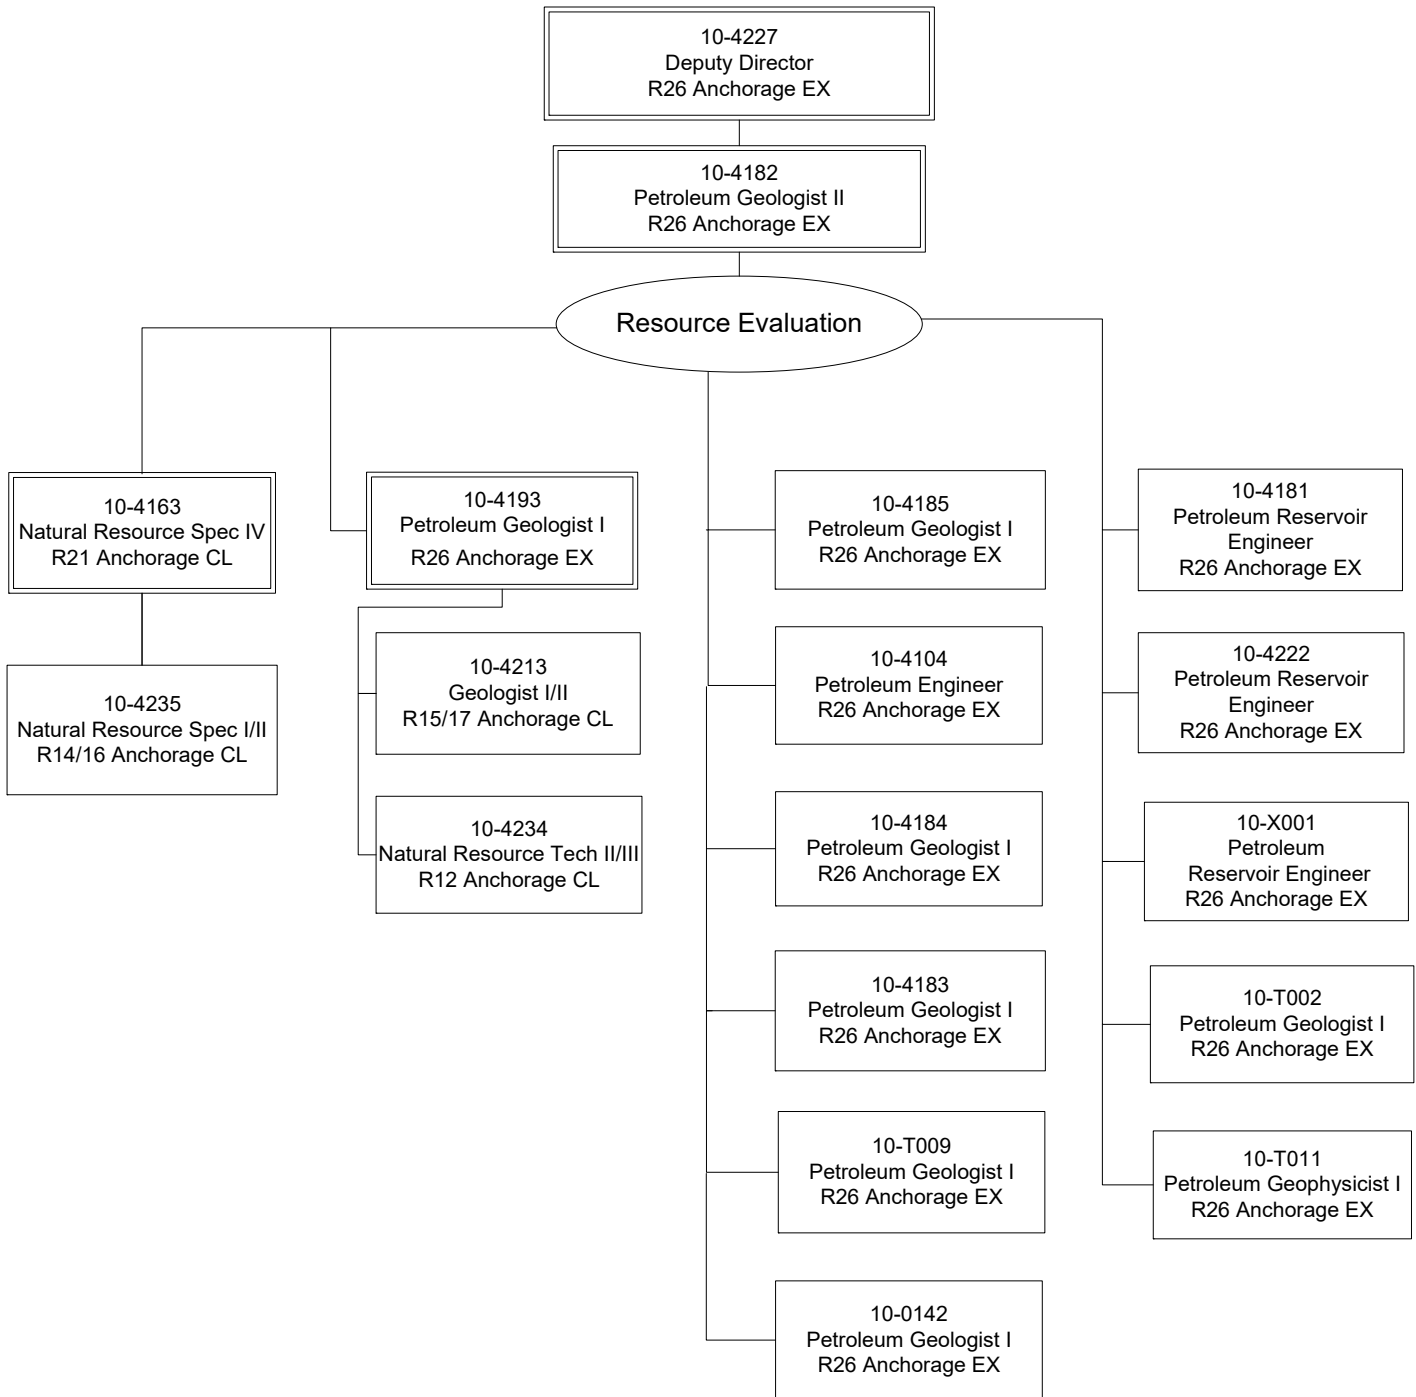 10-4227
Deputy Director
R26 Anchorage EX
10-4182
Petroleum Geologist II
R26 Anchorage EX
Resource Evaluation
10-4163
Natural Resource Spec IV
R21 Anchorage CL
10-4235
Natural Resource Spec I/II
R14/16 Anchorage CL
10-4193
Petroleum Geologist I
R26 Anchorage EX
10-4213
Geologist I/II
R15/17 Anchorage CL
10-4234
Natural Resource Tech II/III
R12 Anchorage CL
10-4185
Petroleum Geologist I
R26 Anchorage EX
10-4104
Petroleum Engineer
R26 Anchorage EX
10-4184
Petroleum Geologist I
R26 Anchorage EX
10-4183
Petroleum Geologist I
R26 Anchorage EX
10-T009
Petroleum Geologist I
R26 Anchorage EX
10-0142
Petroleum Geologist I
R26 Anchorage EX
10-4181
Petroleum Reservoir
Engineer
R26 Anchorage EX
10-4222
Petroleum Reservoir
Engineer
R26 Anchorage EX
10-X001
Petroleum
Reservoir Engineer
R26 Anchorage EX
10-T002
Petroleum Geologist I
R26 Anchorage EX
10-T011
Petroleum Geophysicist I
R26 Anchorage EX